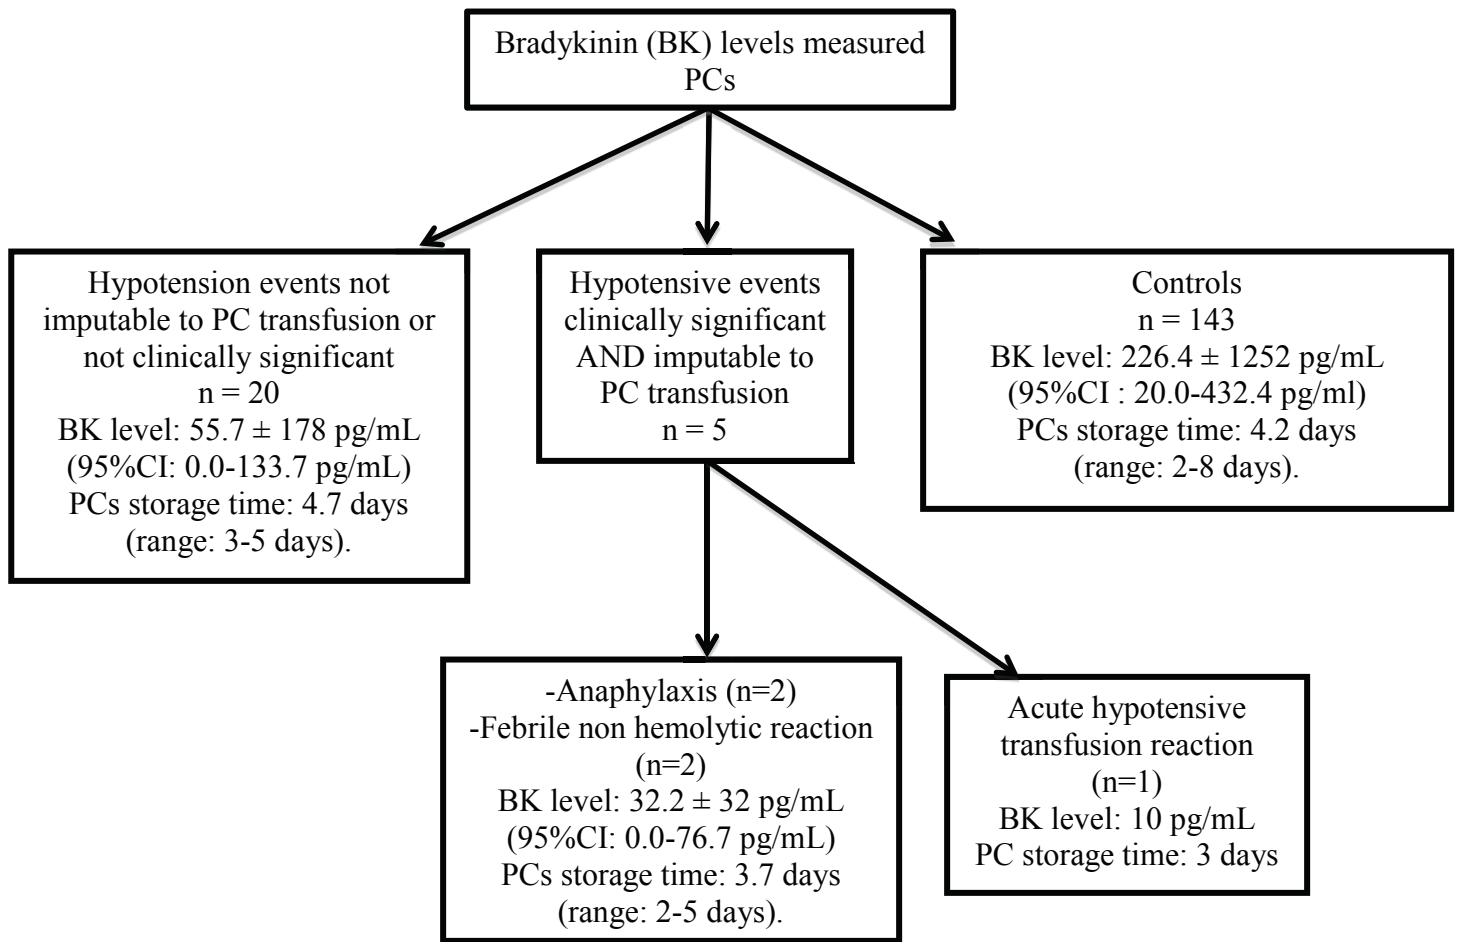 Bradykinin (BK) levels measured
PCs
Hypotension events not
imputable to PC transfusion or
not clinically significant
n = 20
BK level: 55.7 ± 178 pg/mL
(95%CI: 0.0-133.7 pg/mL)
PCs storage time: 4.7 days
(range: 3-5 days).
Hypotensive events
clinically significant
AND imputable to
PC transfusion
n = 5
Controls
n = 143
BK level: 226.4 ± 1252 pg/mL
(95%CI : 20.0-432.4 pg/ml)
PCs storage time: 4.2 days
(range: 2-8 days).
-Anaphylaxis (n=2)
-Febrile non hemolytic reaction
(n=2)
BK level: 32.2 ± 32 pg/mL
(95%CI: 0.0-76.7 pg/mL)
PCs storage time: 3.7 days
(range: 2-5 days).
Acute hypotensive
transfusion reaction
(n=1)
BK level: 10 pg/mL
PC storage time: 3 days